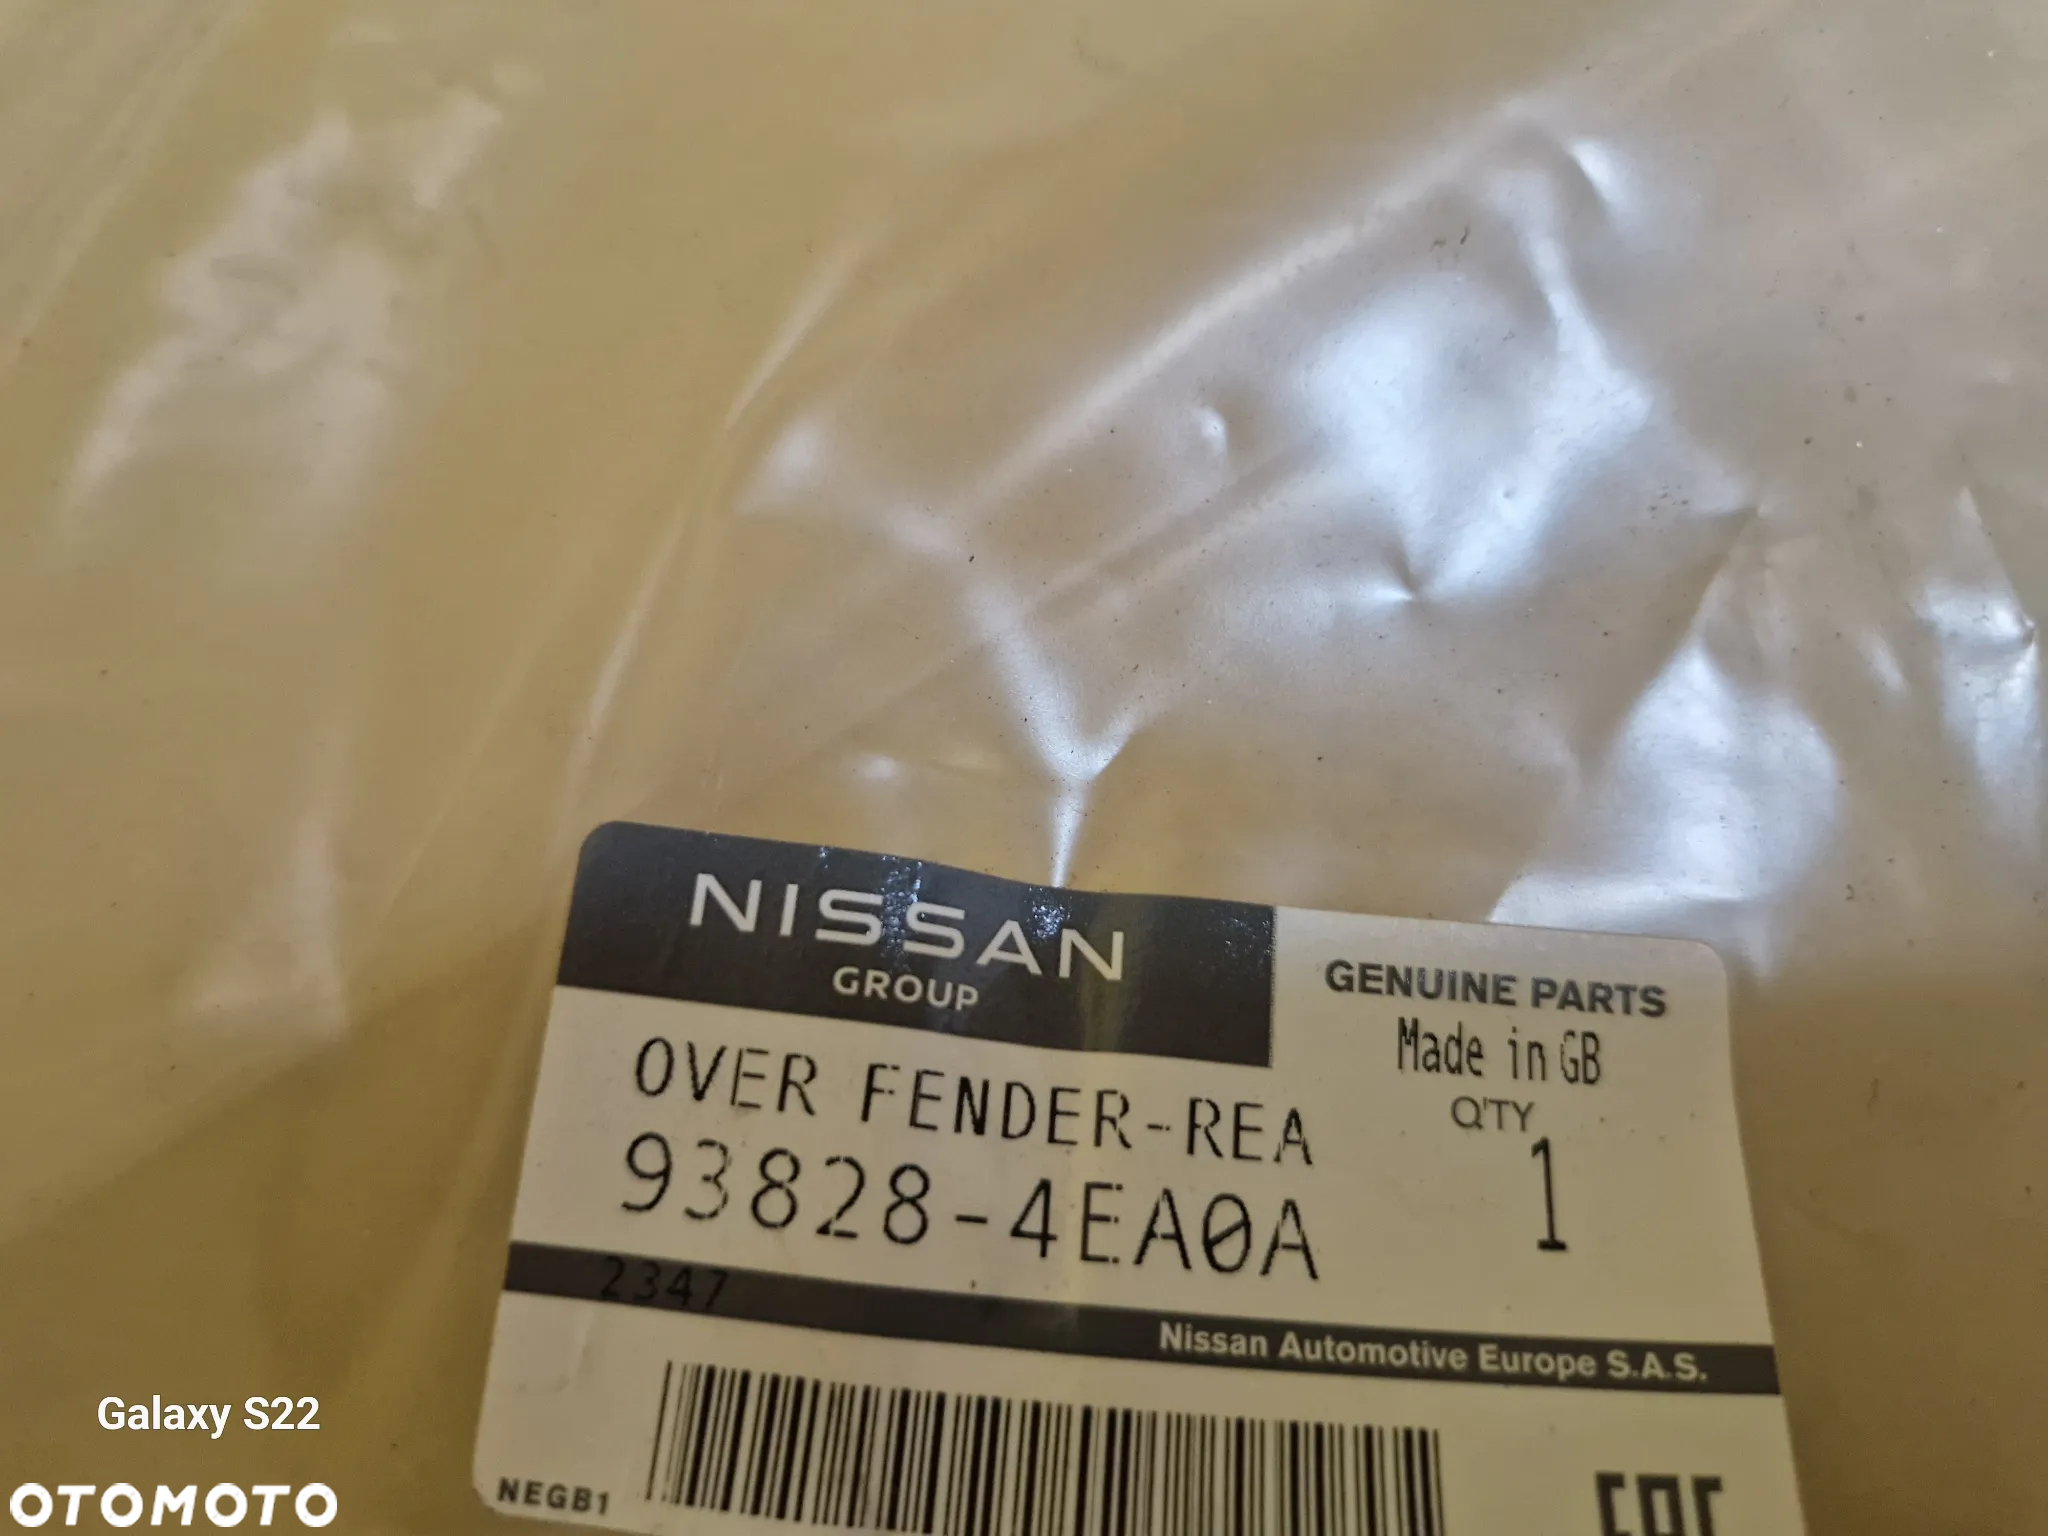 NISSAN
GROUP
GENUINE PARTS
Made in GB
Q'TY
1
OVER FENDER-REA
93828-4EA0A
2347
Nissan Automotive Europe S.A.S.
NEGB1
EAC
Galaxy S22
OTOMOTO